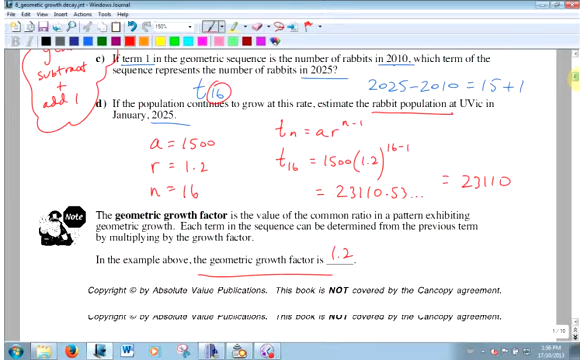 6_geometric growth decay.jnt - Windows Journal
File Edit View Insert Actions Tools Help
150%
subtract
+
add 1
c) If term 1 in the geometric sequence is the number of rabbits in 2010, which term of the
sequence represents the number of rabbits in 2025?
t16
2025-2010 = 15 + 1
d) If the population continues to grow at this rate, estimate the rabbit population at UVic in
January, 2025.
a = 1500
r = 1.2
n = 16
tn = ar^n-1
t16 = 1500(1.2)^16-1
= 23110.53...
= 23110
Note
The geometric growth factor is the value of the common ratio in a pattern exhibiting
geometric growth. Each term in the sequence can be determined from the previous term
by multiplying by the growth factor.
In the example above, the geometric growth factor is 1.2.
Copyright © by Absolute Value Publications. This book is NOT covered by the Cancopy agreement.
1 / 10
Copyright © by Absolute Value Publications. This book is NOT covered by the Cancopy agreement.
17/10/2013